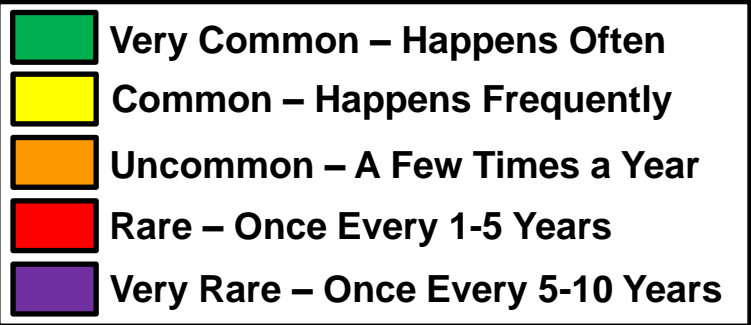 Very Common – Happens Often
Common – Happens Frequently
Uncommon – A Few Times a Year
Rare – Once Every 1-5 Years
Very Rare – Once Every 5-10 Years